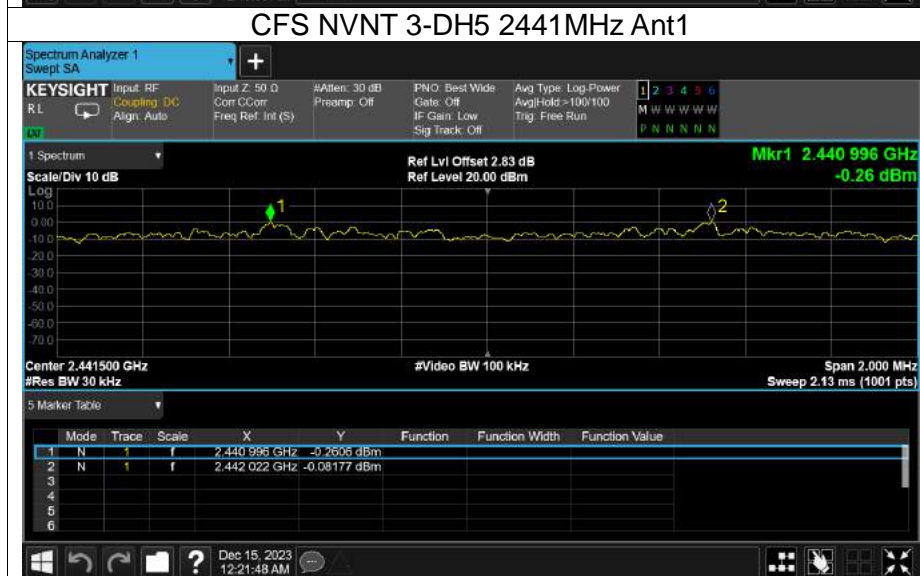 CFS NVNT 3-DH5 2441MHz Ant1
Spectrum Analyzer 1
Swept SA
+
KEYSIGHT Input: RF Input Z: 50 Ω #Atten: 30 dB PNO: Best Wide Avg Type: Log-Power 1 2 3 4 5 6
RL Coupling: DC Corr CCorr Preamp: Off Gate: Off Avg|Hold:>100/100 M W W W W W
Align: Auto Freq Ref: Int (S) IF Gain: Low Trig: Free Run
LXI Sig Track: Off P N N N N N
1 Spectrum Ref Lvl Offset 2.83 dB Mkr1 2.440 996 GHz
Scale/Div 10 dB Ref Level 20.00 dBm -0.26 dBm
Log
10.0
0.00
-10.0
-20.0
-30.0
-40.0
-50.0
-60.0
-70.0
1
2
Center 2.441500 GHz #Video BW 100 kHz Span 2.000 MHz
#Res BW 30 kHz Sweep 2.13 ms (1001 pts)
5 Marker Table
Mode Trace Scale X Y Function Function Width Function Value
1 N 1 f 2.440 996 GHz -0.2606 dBm
2 N 1 f 2.442 022 GHz -0.08177 dBm
3
4
5
6
? Dec 15, 2023
12:21:48 AM